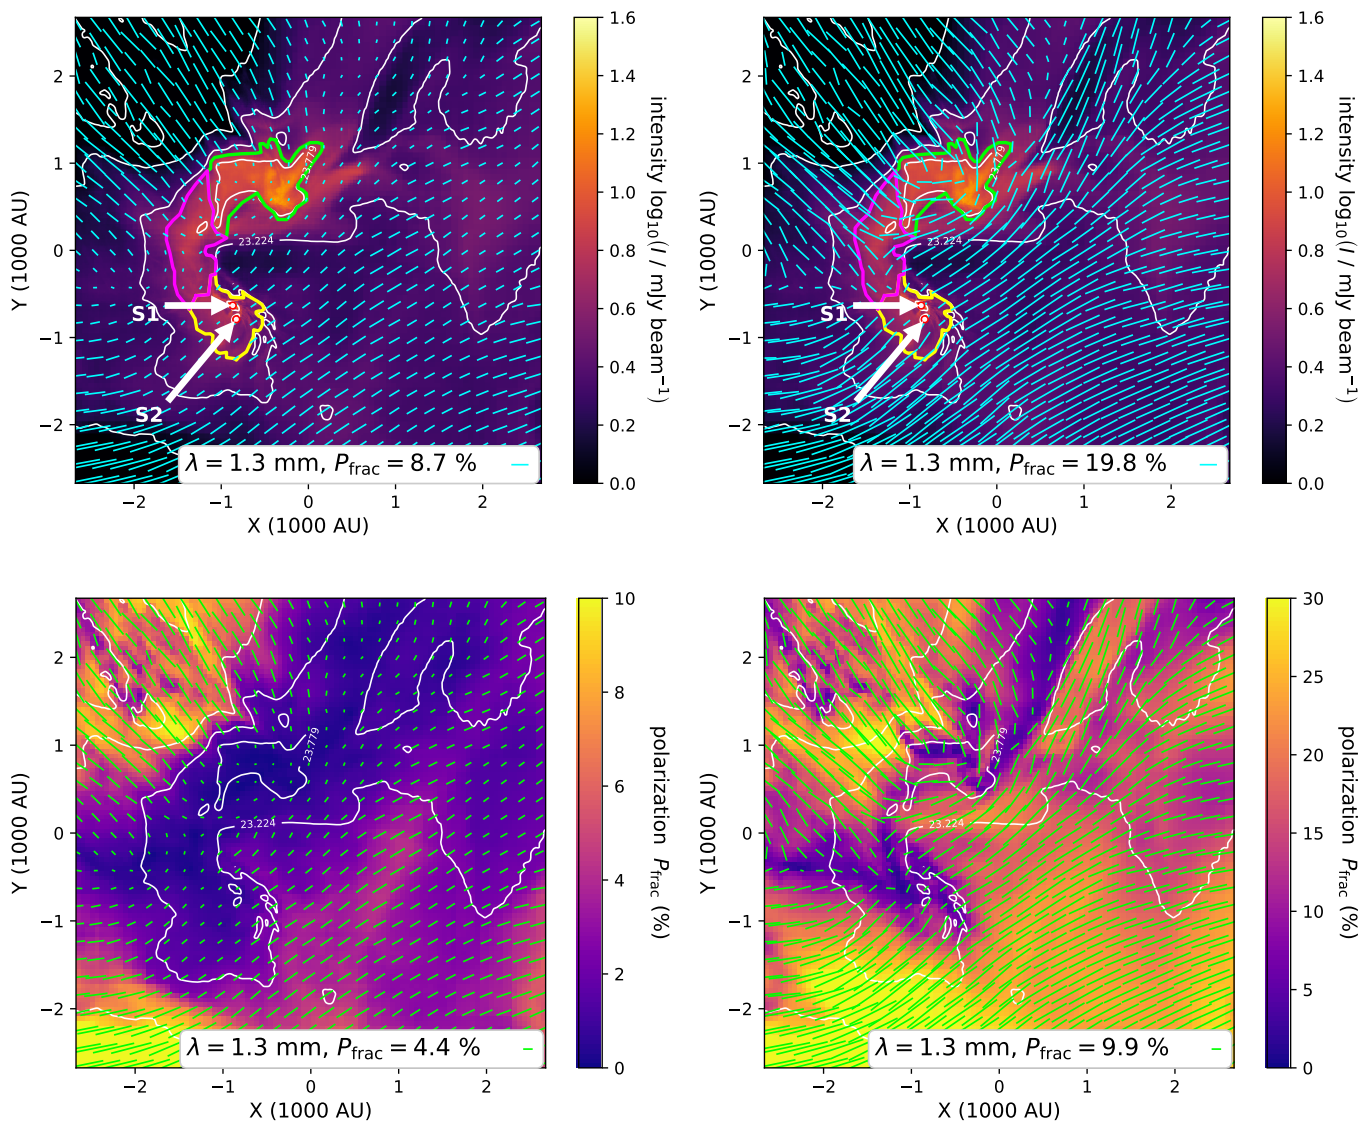 2
1
0
−1
−2
Y (1000 AU)
S1
S2
23.779
23.224
λ = 1.3 mm, P_frac = 8.7 %
−2 −1 0 1 2
X (1000 AU)
1.6
1.4
1.2
1.0
0.8
0.6
0.4
0.2
0.0
intensity log₁₀(I / mJy beam⁻¹)
2
1
0
−1
−2
Y (1000 AU)
S1
S2
23.779
23.224
λ = 1.3 mm, P_frac = 19.8 %
−2 −1 0 1 2
X (1000 AU)
1.6
1.4
1.2
1.0
0.8
0.6
0.4
0.2
0.0
intensity log₁₀(I / mJy beam⁻¹)
2
1
0
−1
−2
Y (1000 AU)
23.779
23.224
λ = 1.3 mm, P_frac = 4.4 %
−2 −1 0 1 2
X (1000 AU)
10
8
6
4
2
0
polarization P_frac (%)
2
1
0
−1
−2
Y (1000 AU)
23.779
23.224
λ = 1.3 mm, P_frac = 9.9 %
−2 −1 0 1 2
X (1000 AU)
30
25
20
15
10
5
0
polarization P_frac (%)